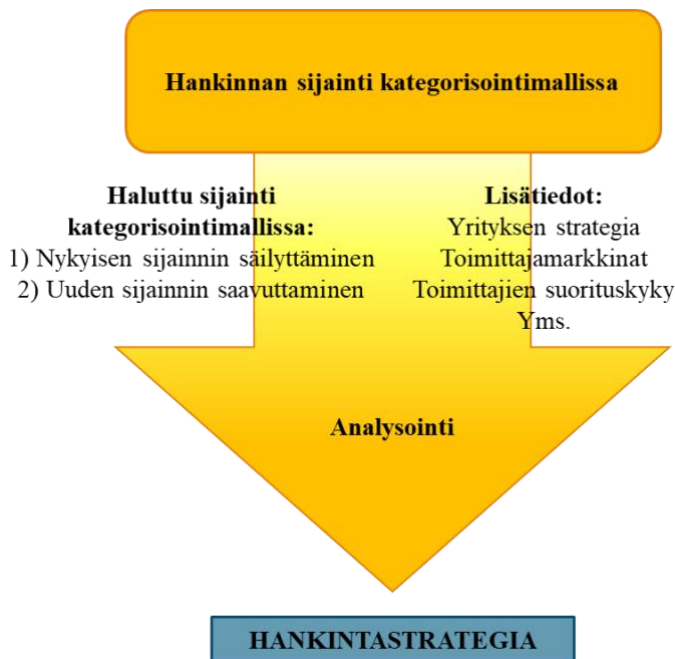 Hankinnan sijainti kategorisointimallissa
Haluttu sijainti
kategorisointimallissa:
1) Nykyisen sijainnin säilyttäminen
2) Uuden sijainnin saavuttaminen
Lisätiedot:
Yrityksen strategia
Toimittajamarkkinat
Toimittajien suorituskyky
Yms.
Analysointi
HANKINTASTRATEGIA